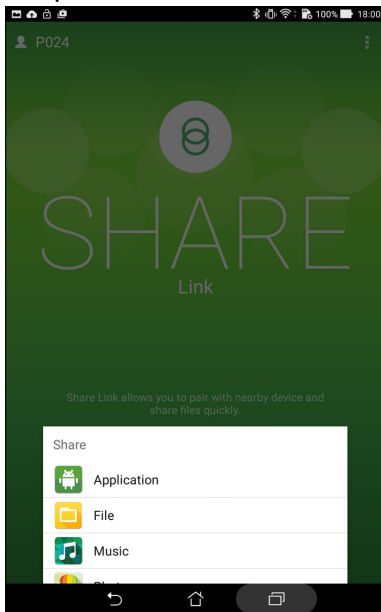 100% 18:00
P024
SHARE
Link
Share Link allows you to pair with nearby device and
share files quickly.
Share
Application
File
Music